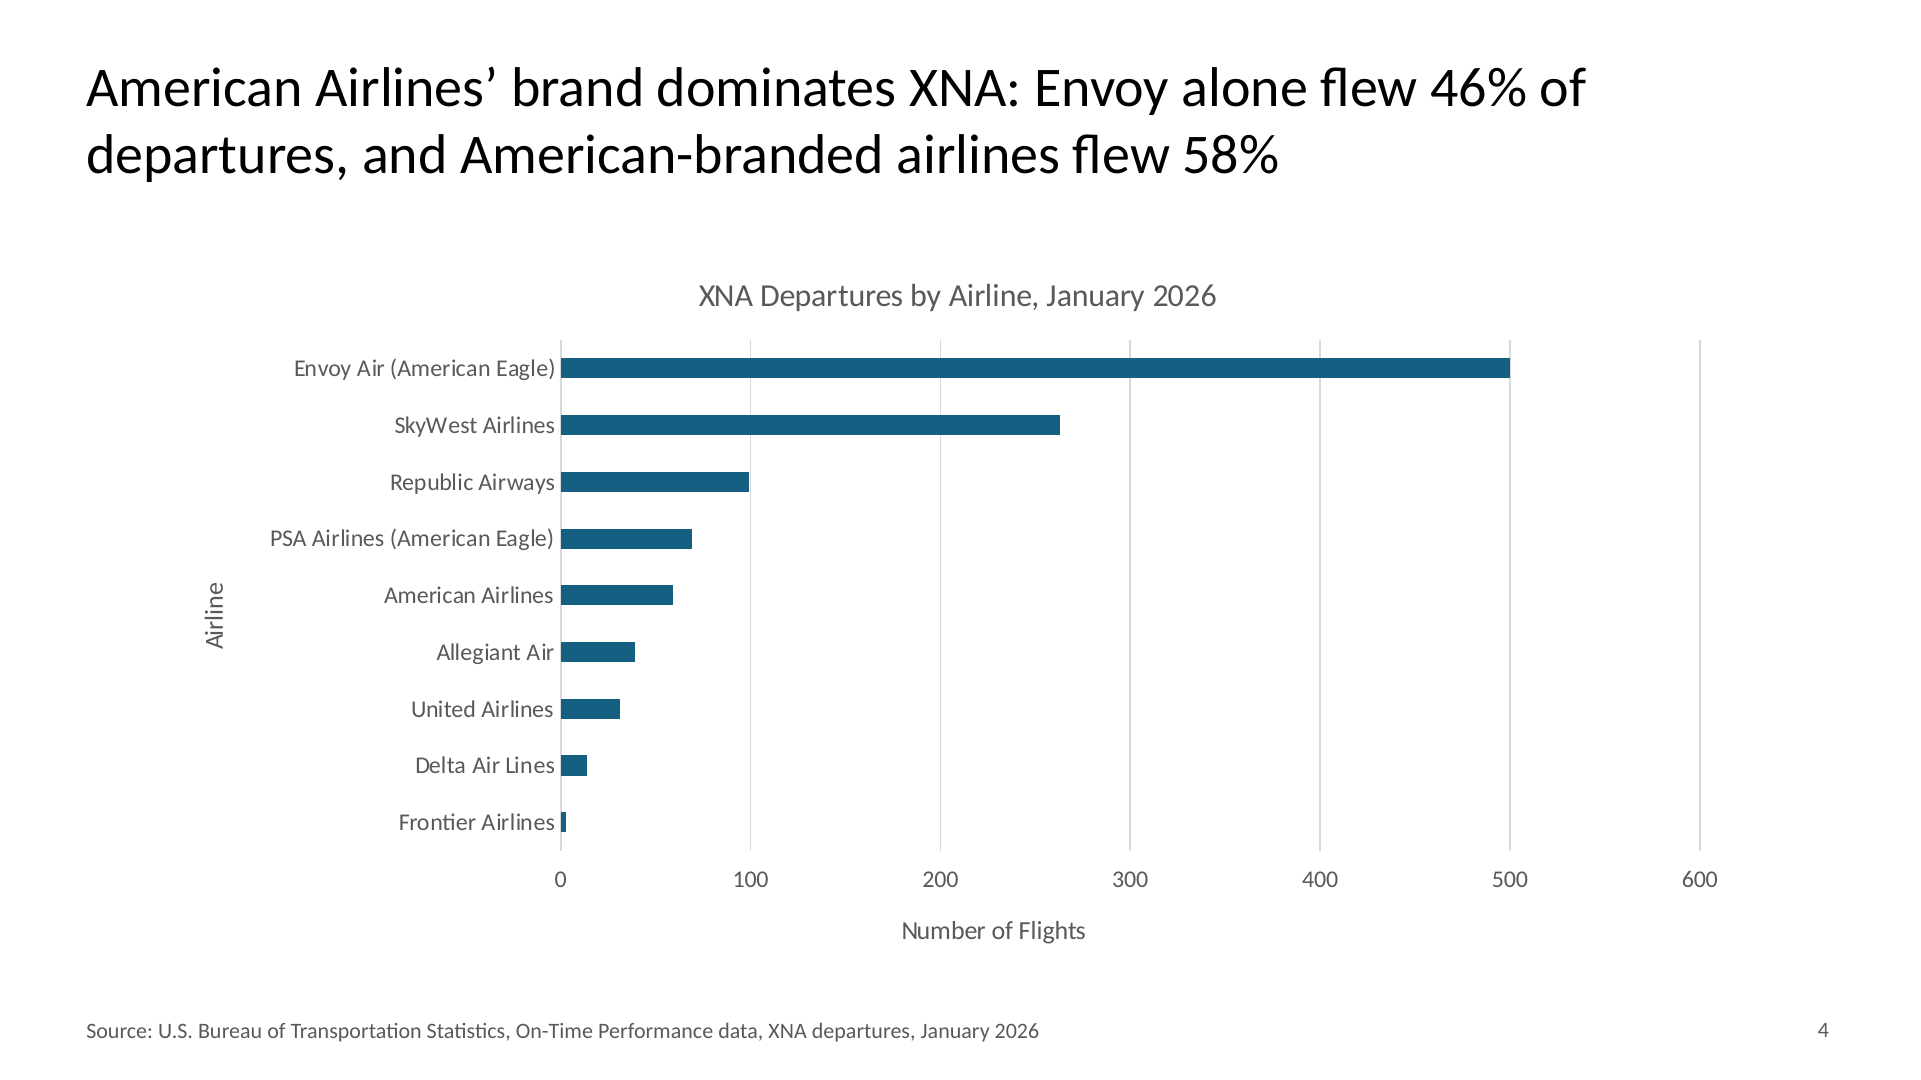 American Airlines’ brand dominates XNA: Envoy alone flew 46% of
departures, and American-branded airlines flew 58%
XNA Departures by Airline, January 2026
Airline
Envoy Air (American Eagle)
SkyWest Airlines
Republic Airways
PSA Airlines (American Eagle)
American Airlines
Allegiant Air
United Airlines
Delta Air Lines
Frontier Airlines
0 100 200 300 400 500 600
Number of Flights
Source: U.S. Bureau of Transportation Statistics, On-Time Performance data, XNA departures, January 2026
4